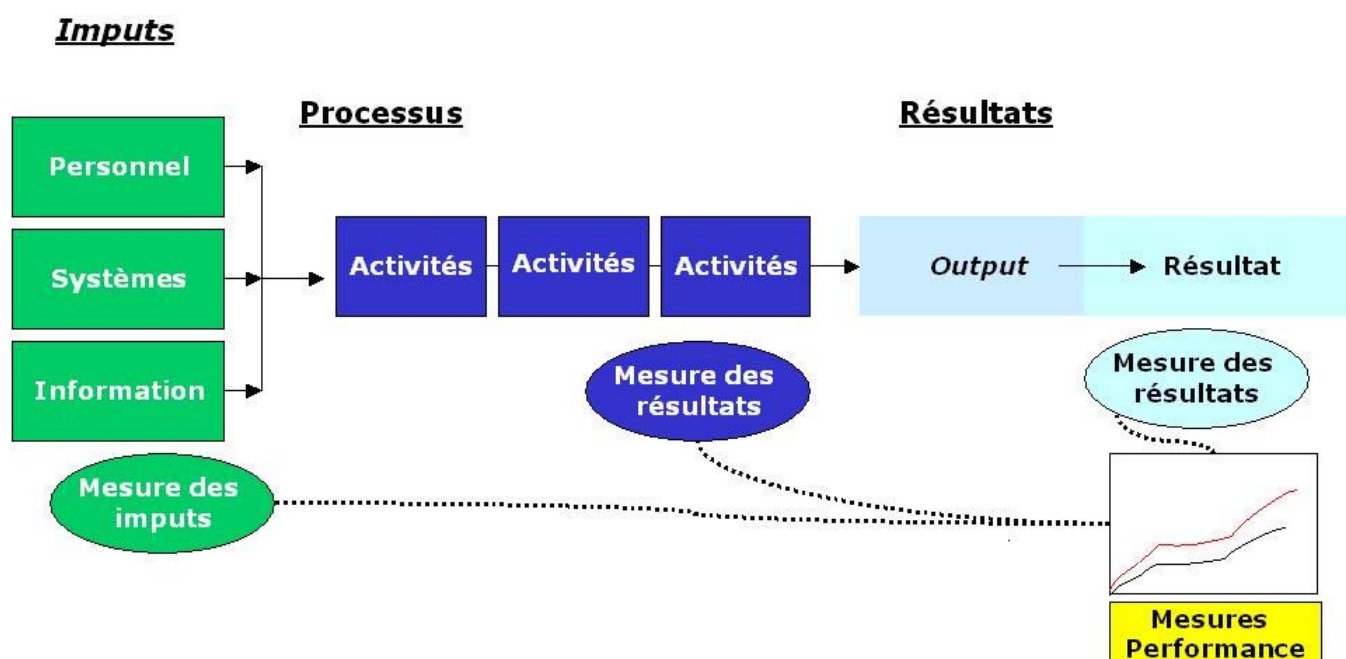 Imputs
Processus
Résultats
Personnel
Systèmes
Information
Activités
Activités
Activités
Output
Résultat
Mesure des
imputs
Mesure des
résultats
Mesure des
résultats
Mesures
Performance